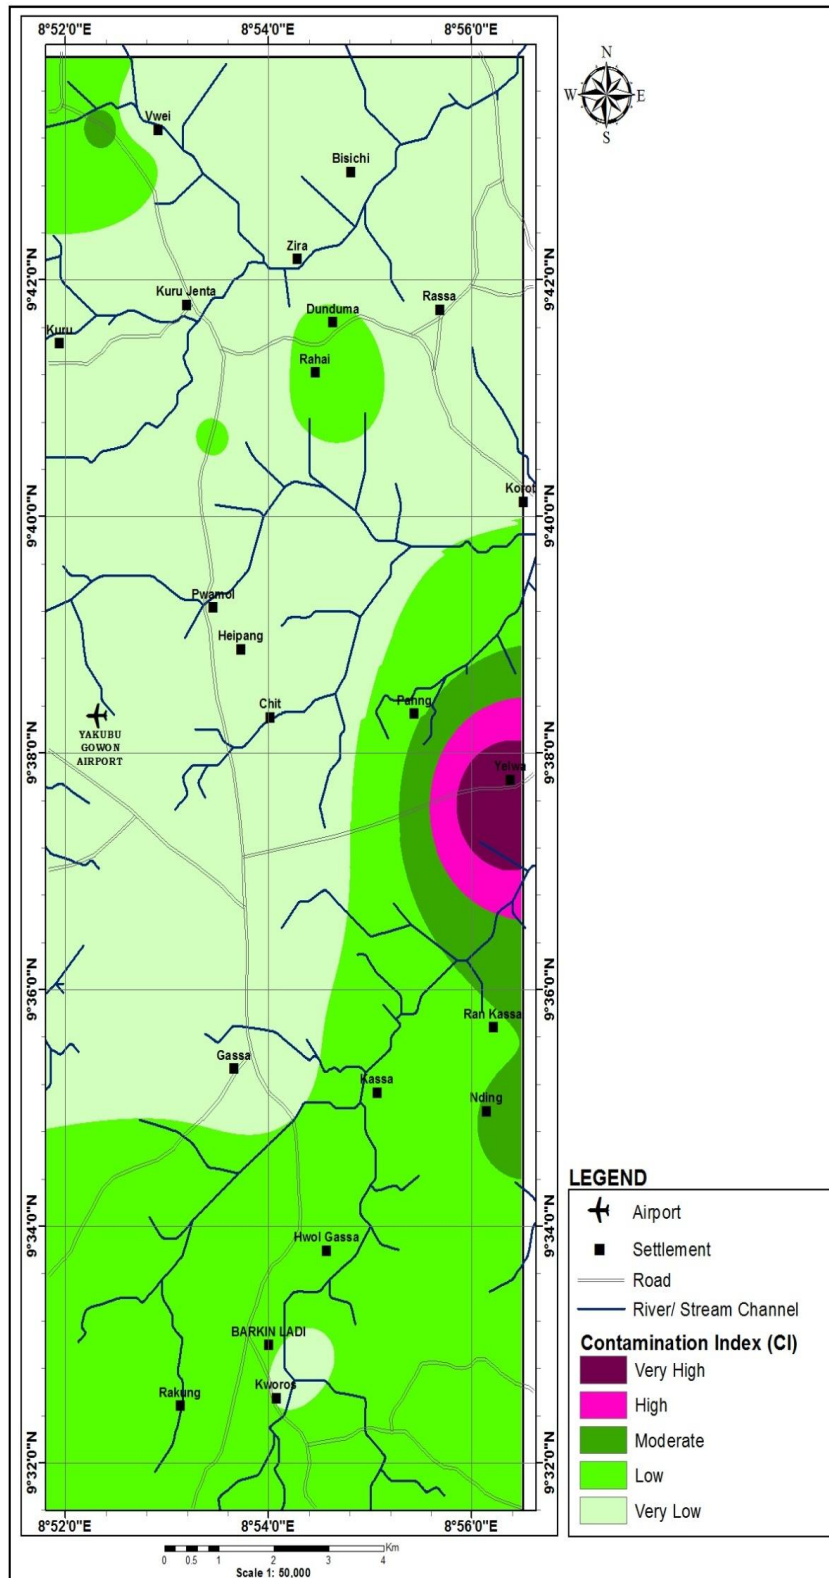 8°52'0"E 8°54'0"E 8°56'0"E
N
W E
S
Vwei
Bisichi
Zira
9°42'0"N 9°42'0"N
Kuru Jenta
Dunduma
Rassa
Kuru
Rahai
Korot
9°40'0"N 9°40'0"N
Pwamol
Heipang
Chit
Panng
YAKUBU
GOWON
AIRPORT
9°38'0"N 9°38'0"N
Yelwa
9°36'0"N 9°36'0"N
Ran Kassa
Gassa
Kassa
Nding
9°34'0"N 9°34'0"N
Hwol Gassa
BARKIN LADI
Kworos
Rakung
9°32'0"N 9°32'0"N
8°52'0"E 8°54'0"E 8°56'0"E
0 0.5 1 2 3 4 Km
Scale 1: 50,000
LEGEND
Airport
Settlement
Road
River/ Stream Channel
Contamination Index (CI)
Very High
High
Moderate
Low
Very Low